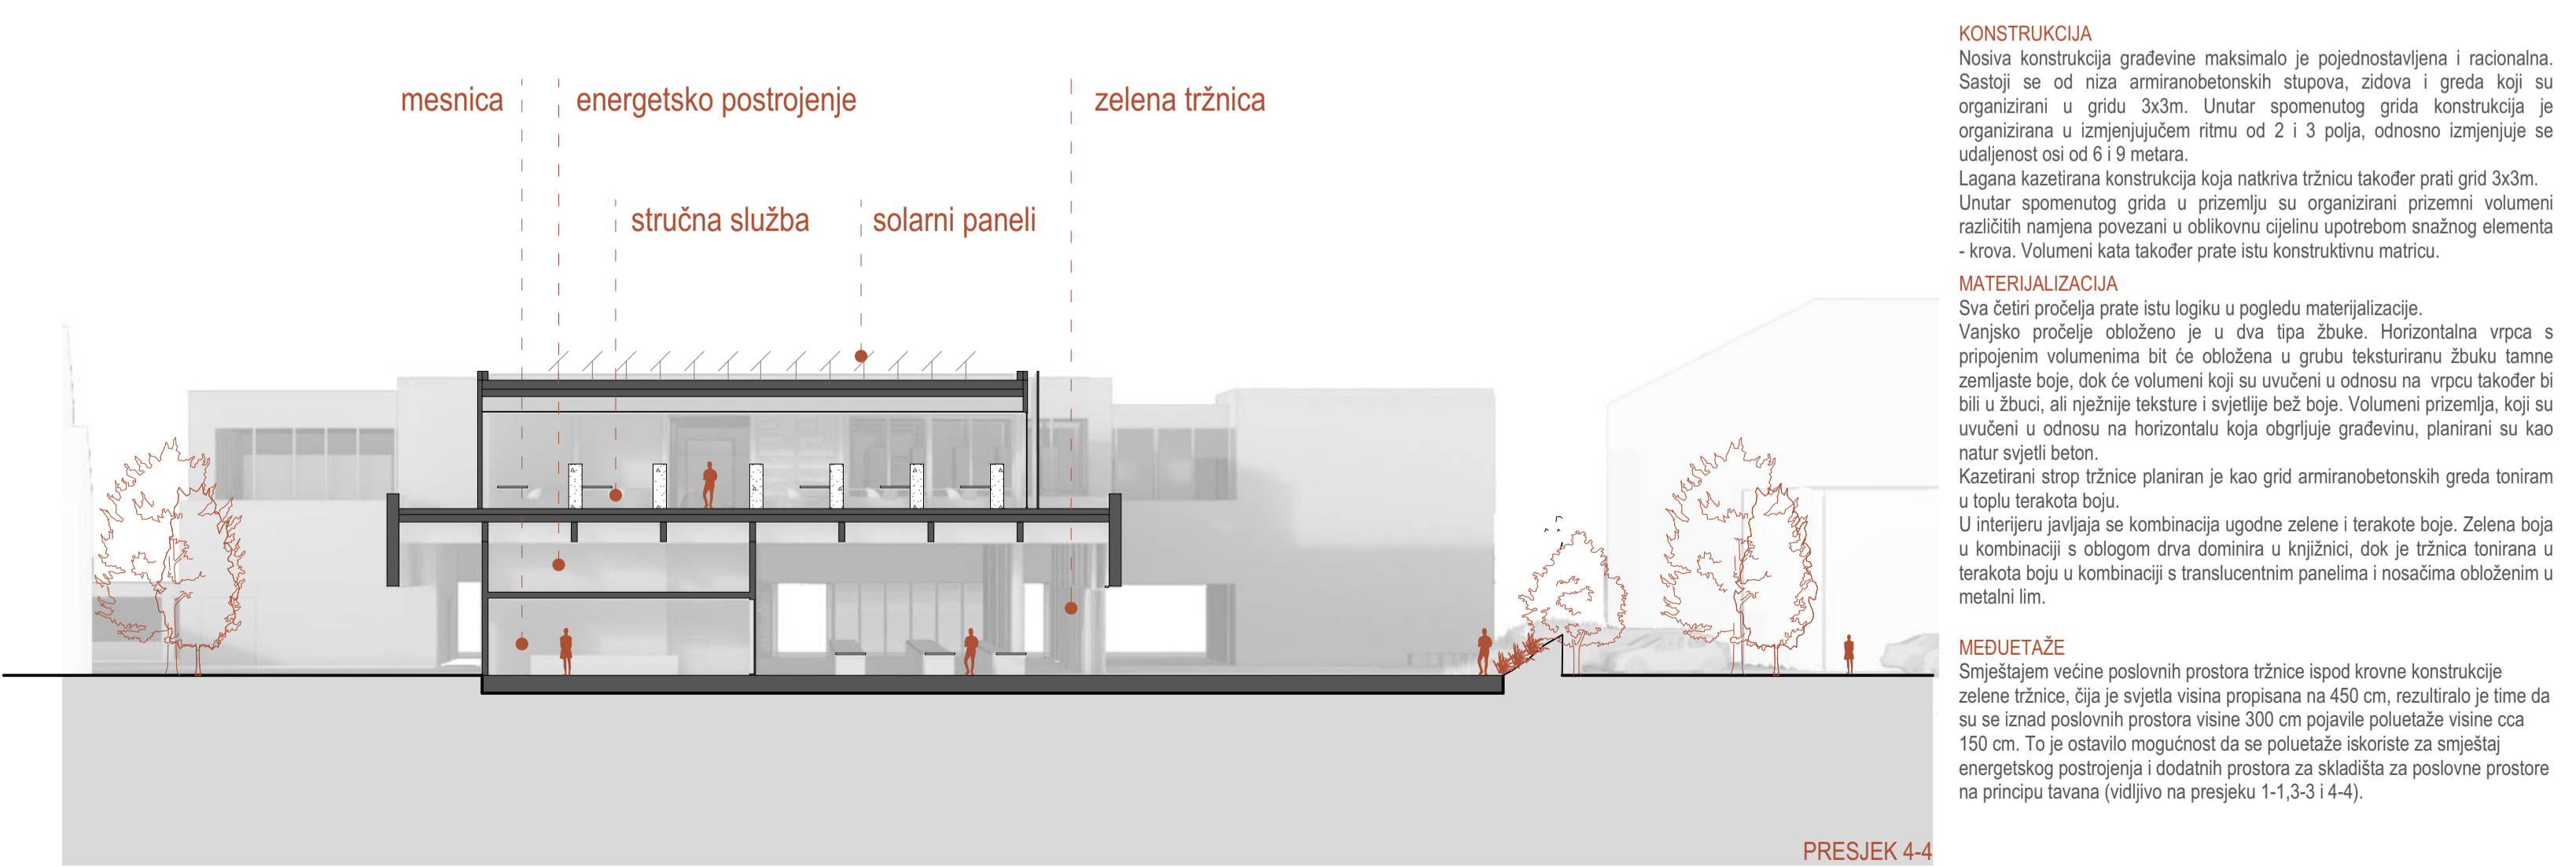 mesnica
energetsko postrojenje
zelena tržnica
stručna služba
solarni paneli
KONSTRUKCIJA
Nosiva konstrukcija građevine maksimalo je pojednostavljena i racionalna.
Sastoji se od niza armiranobetonskih stupova, zidova i greda koji su
organizirani u gridu 3x3m. Unutar spomenutog grida konstrukcija je
organizirana u izmjenjujučem ritmu od 2 i 3 polja, odnosno izmjenjuje se
udaljenost osi od 6 i 9 metara.
Lagana kazetirana konstrukcija koja natkriva tržnicu također prati grid 3x3m.
Unutar spomenutog grida u prizemlju su organizirani prizemni volumeni
različitih namjena povezani u oblikovnu cijelinu upotrebom snažnog elementa
- krova. Volumeni kata također prate istu konstruktivnu matricu.
MATERIJALIZACIJA
Sva četiri pročelja prate istu logiku u pogledu materijalizacije.
Vanjsko pročelje obloženo je u dva tipa žbuke. Horizontalna vrpca s
pripojenim volumenima bit će obložena u grubu teksturiranu žbuku tamne
zemljaste boje, dok će volumeni koji su uvučeni u odnosu na vrpcu također bi
bili u žbuci, ali nježnije teksture i svjetlije bež boje. Volumeni prizemlja, koji su
uvučeni u odnosu na horizontalu koja obgrljuje građevinu, planirani su kao
natur svjetli beton.
Kazetirani strop tržnice planiran je kao grid armiranobetonskih greda toniram
u toplu terakota boju.
U interijeru javljaja se kombinacija ugodne zelene i terakote boje. Zelena boja
u kombinaciji s oblogom drva dominira u knjižnici, dok je tržnica tonirana u
terakota boju u kombinaciji s translucentnim panelima i nosačima obloženim u
metalni lim.
MEĐUETAŽE
Smještajem većine poslovnih prostora tržnice ispod krovne konstrukcije
zelene tržnice, čija je svjetla visina propisana na 450 cm, rezultiralo je time da
su se iznad poslovnih prostora visine 300 cm pojavile poluetaže visine cca
150 cm. To je ostavilo mogućnost da se poluetaže iskoriste za smještaj
energetskog postrojenja i dodatnih prostora za skladišta za poslovne prostore
na principu tavana (vidljivo na presjeku 1-1,3-3 i 4-4).
PRESJEK 4-4